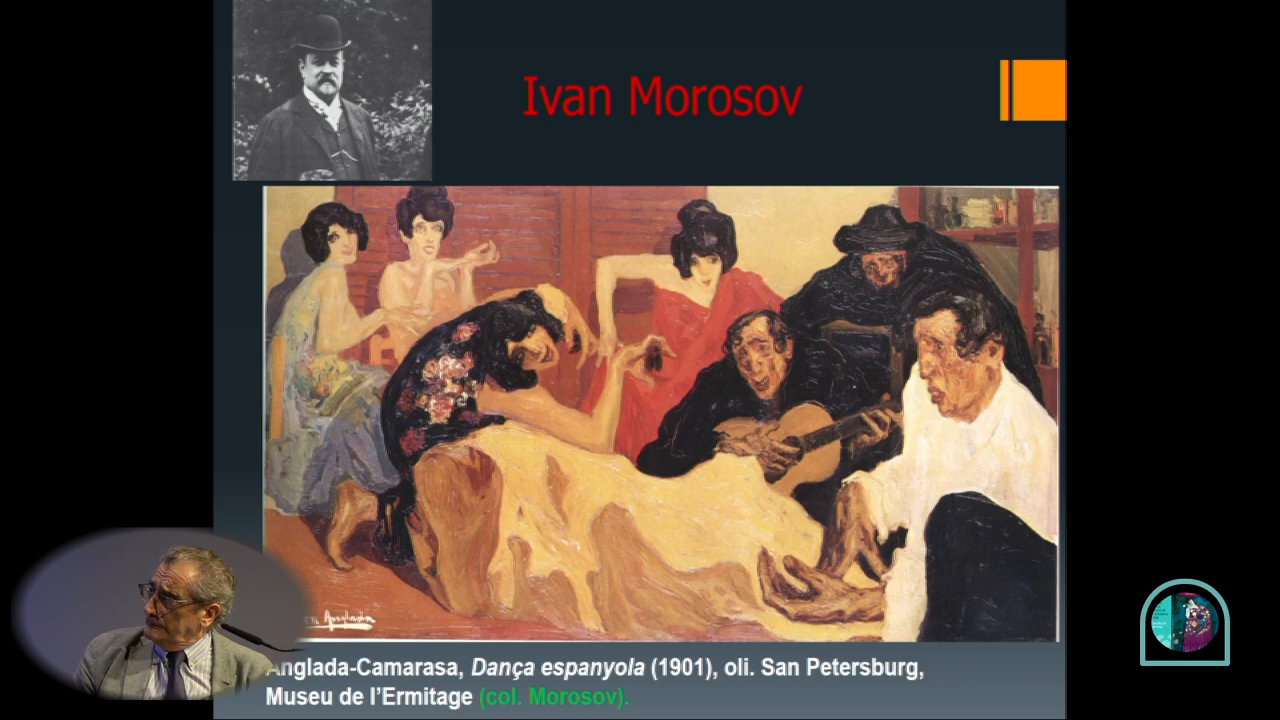 Ivan Morosov
Anglada-Camarasa, Dança espanyola (1901), oli. San Petersburg,
Museu de l’Ermitage (col. Morosov).